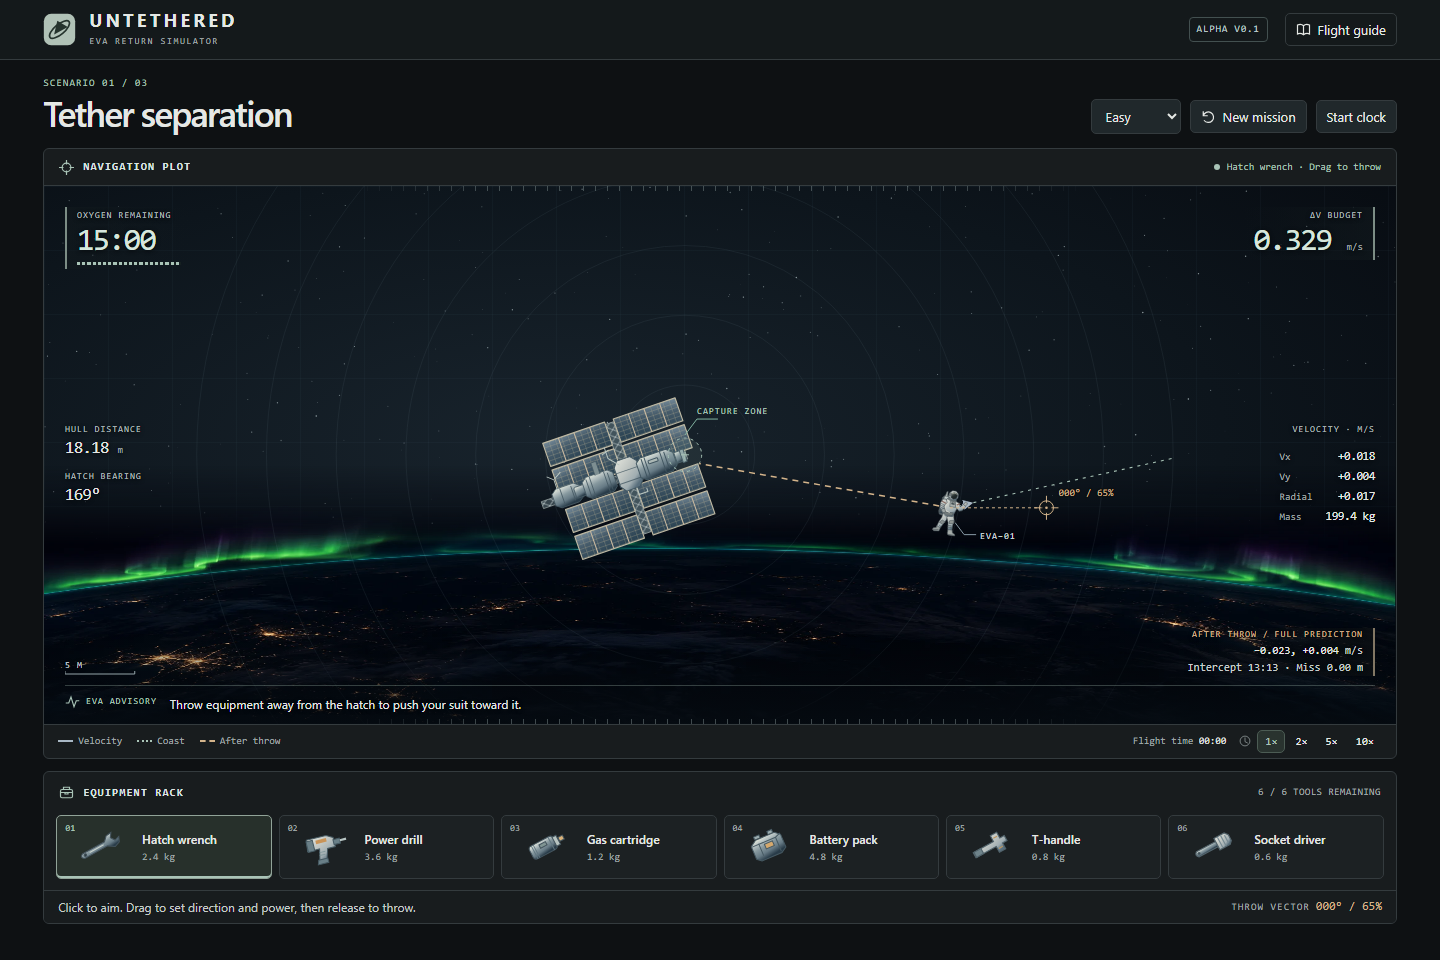 UNTETHERED
EVA RETURN SIMULATOR
ALPHA V0.1
Flight guide
SCENARIO 01 / 03
Tether separation
Easy
New mission
Start clock
NAVIGATION PLOT
Hatch wrench · Drag to throw
OXYGEN REMAINING
15:00
ΔV BUDGET
0.329 m/s
CAPTURE ZONE
HULL DISTANCE
18.18 m
HATCH BEARING
169°
VELOCITY · M/S
Vx +0.018
Vy +0.004
Radial +0.017
Mass 199.4 kg
000° / 65%
EVA-01
AFTER THROW / FULL PREDICTION
-0.023, +0.004 m/s
Intercept 13:13 · Miss 0.00 m
5 M
EVA ADVISORY Throw equipment away from the hatch to push your suit toward it.
Velocity Coast After throw
Flight time 00:00 1× 2× 5× 10×
EQUIPMENT RACK
6 / 6 TOOLS REMAINING
01 Hatch wrench
2.4 kg
02 Power drill
3.6 kg
03 Gas cartridge
1.2 kg
04 Battery pack
4.8 kg
05 T-handle
0.8 kg
06 Socket driver
0.6 kg
Click to aim. Drag to set direction and power, then release to throw.
THROW VECTOR 000° / 65%